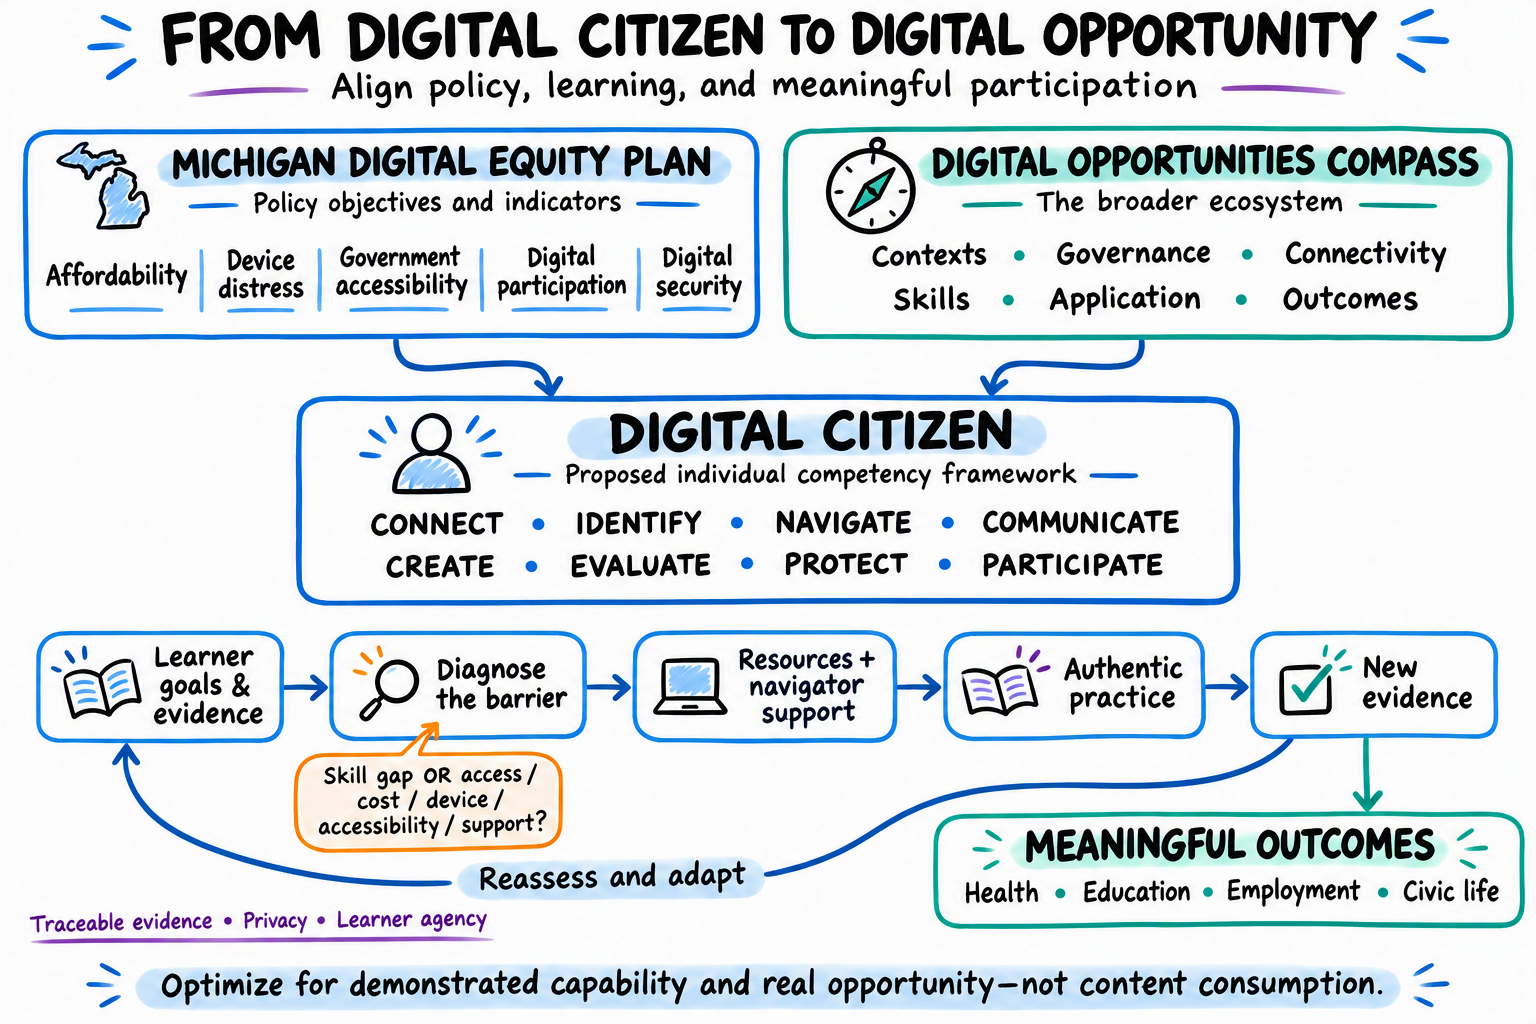 FROM DIGITAL CITIZEN TO DIGITAL OPPORTUNITY
Align policy, learning, and meaningful participation
MICHIGAN DIGITAL EQUITY PLAN
Policy objectives and indicators
Affordability
Device
distress
Government
accessibility
Digital
participation
Digital
security
DIGITAL OPPORTUNITIES COMPASS
The broader ecosystem
Contexts • Governance • Connectivity
Skills • Application • Outcomes
DIGITAL CITIZEN
Proposed individual competency framework
CONNECT • IDENTIFY • NAVIGATE • COMMUNICATE
CREATE • EVALUATE • PROTECT • PARTICIPATE
Learner
goals &
evidence
Diagnose
the barrier
Resources +
navigator
support
Authentic
practice
New
evidence
Skill gap OR access /
cost / device /
accessibility / support?
Reassess and adapt
MEANINGFUL OUTCOMES
Health • Education • Employment • Civic life
Traceable evidence • Privacy • Learner agency
Optimize for demonstrated capability and real opportunity—not content consumption.